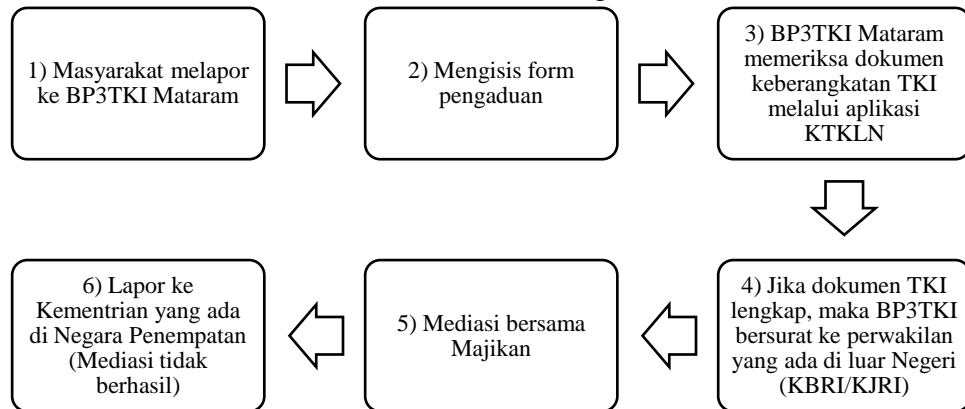 1) Masyarakat melapor
ke BP3TKI Mataram
2) Mengisis form
pengaduan
3) BP3TKI Mataram
memeriksa dokumen
keberangkatan TKI
melalui aplikasi
KTKLN
4) Jika dokumen TKI
lengkap, maka BP3TKI
bersurat ke perwakilan
yang ada di luar Negeri
(KBRI/KJRI)
5) Mediasi bersama
Majikan
6) Lapor ke
Kementrian yang ada
di Negara Penempatan
(Mediasi tidak
berhasil)